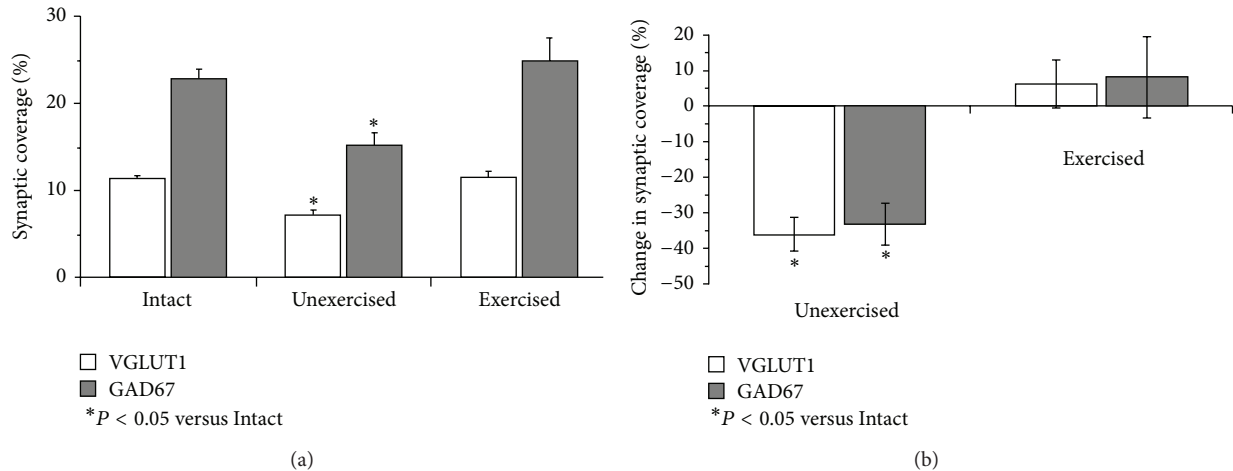 30
20
10
0
Synaptic coverage (%)
*
*
Intact
Unexercised
Exercised
VGLUT1
GAD67
*P < 0.05 versus Intact
(a)
20
10
0
−10
−20
−30
−40
−50
Change in synaptic coverage (%)
*
*
Unexercised
Exercised
VGLUT1
GAD67
*P < 0.05 versus Intact
(b)